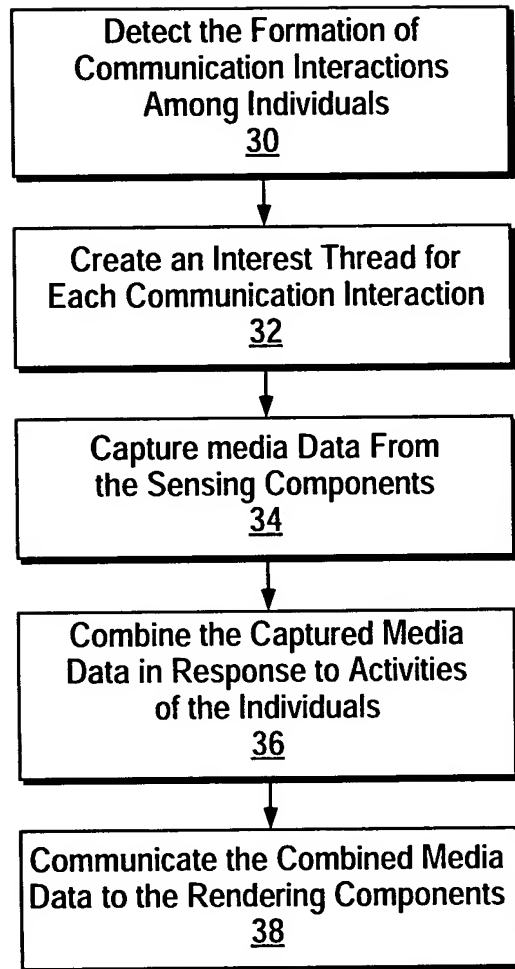 Detect the Formation of
Communication Interactions
Among Individuals
30
Create an Interest Thread for
Each Communication Interaction
32
Capture media Data From
the Sensing Components
34
Combine the Captured Media
Data in Response to Activities
of the Individuals
36
Communicate the Combined Media
Data to the Rendering Components
38